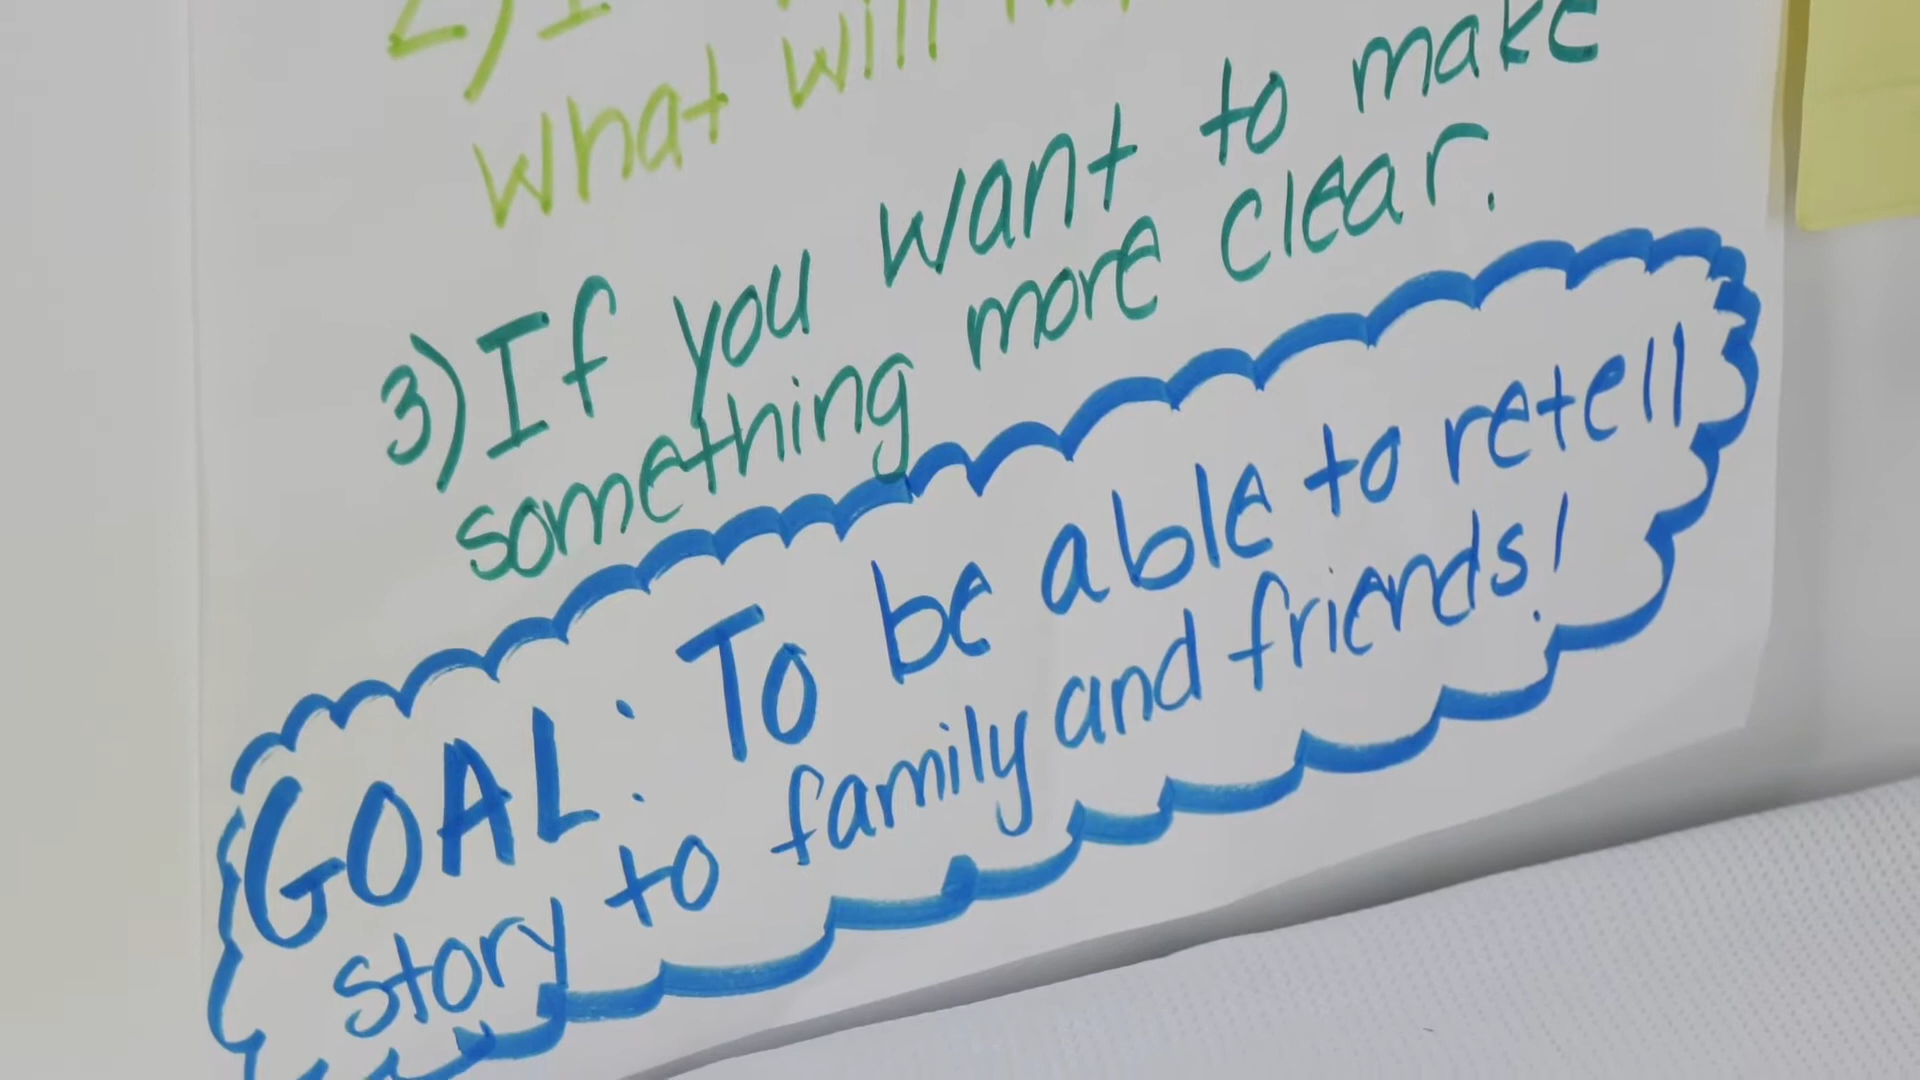 2) I
what will
3) If you want to make
something more clear.
GOAL: To be able to retell
story to family and friends!